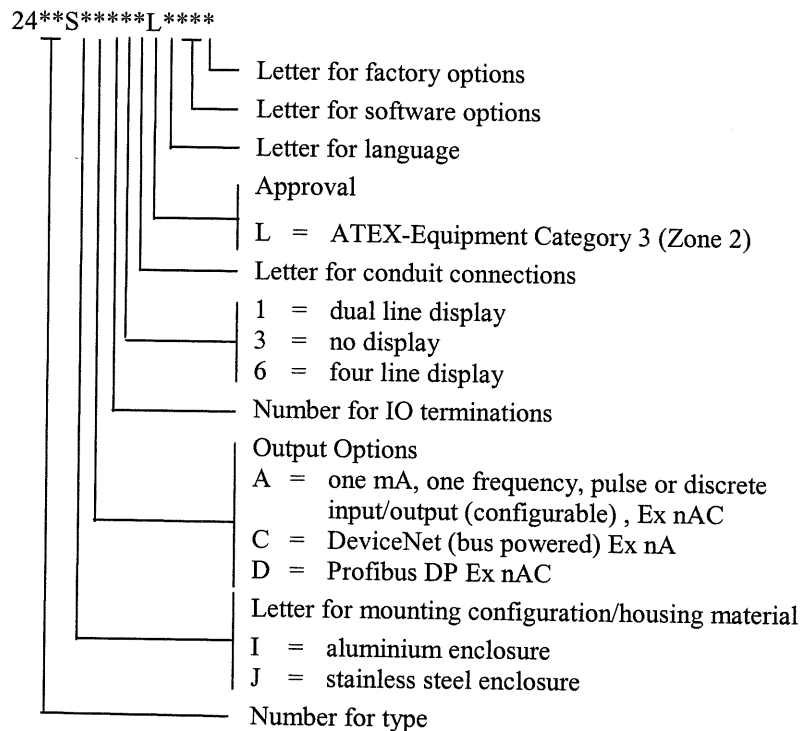 24**S*****L****
Letter for factory options
Letter for software options
Letter for language
Approval
L = ATEX-Equipment Category 3 (Zone 2)
Letter for conduit connections
1 = dual line display
3 = no display
6 = four line display
Number for IO terminations
Output Options
A = one mA, one frequency, pulse or discrete
input/output (configurable) , Ex nAC
C = DeviceNet (bus powered) Ex nA
D = Profibus DP Ex nAC
Letter for mounting configuration/housing material
I = aluminium enclosure
J = stainless steel enclosure
Number for type